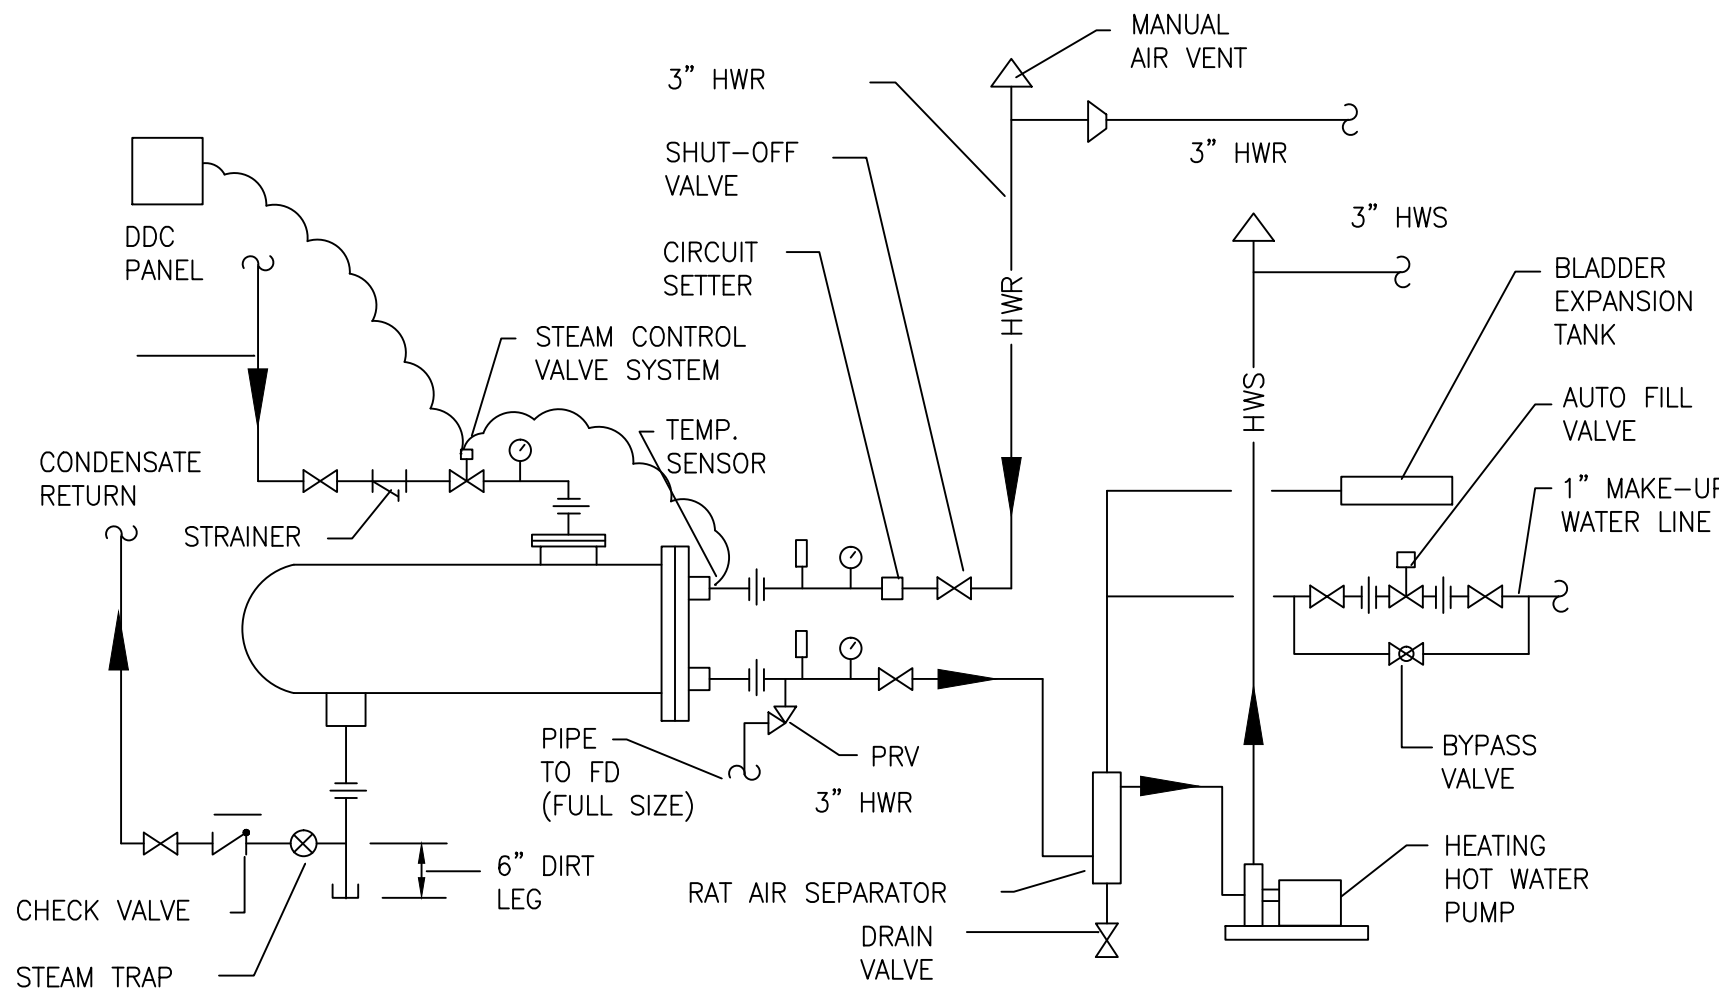 MANUAL
AIR VENT
3" HWR
3" HWR
SHUT-OFF
VALVE
3" HWS
DDC
PANEL
CIRCUIT
SETTER
HWR
BLADDER
EXPANSION
TANK
STEAM CONTROL
VALVE SYSTEM
HWS
AUTO FILL
VALVE
TEMP.
SENSOR
CONDENSATE
RETURN
STRAINER
1" MAKE-UP
WATER LINE
PIPE
TO FD
(FULL SIZE)
PRV
3" HWR
BYPASS
VALVE
6" DIRT
LEG
HEATING
HOT WATER
PUMP
RAT AIR SEPARATOR
CHECK VALVE
DRAIN
VALVE
STEAM TRAP